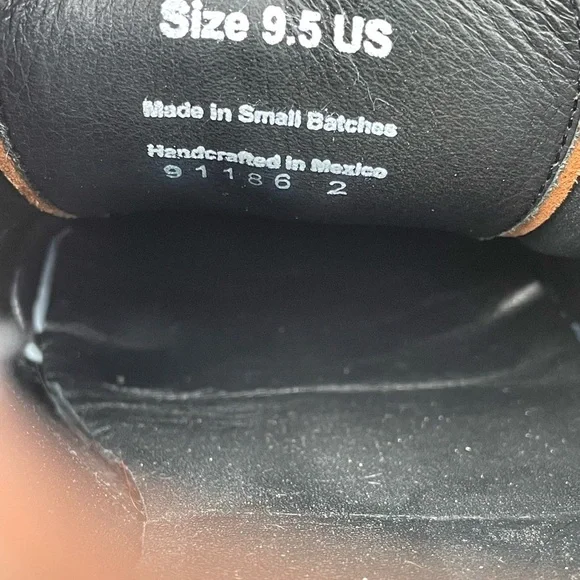 Size 9.5 US
Made in Small Batches
Handcrafted in Mexico
91186 2